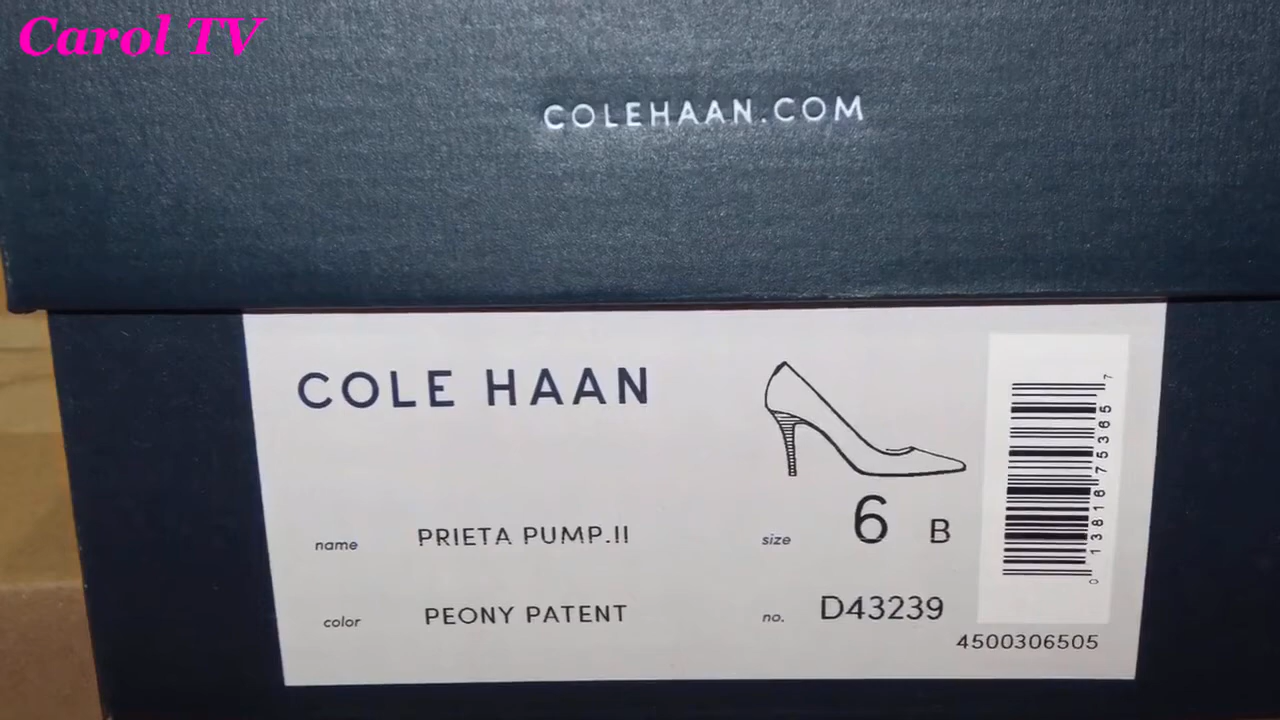 Carol TV
COLEHAAN.COM
COLE HAAN
name PRIETA PUMP.II
size 6 B
color PEONY PATENT
no. D43239
4500306505
0 13816 75365 7